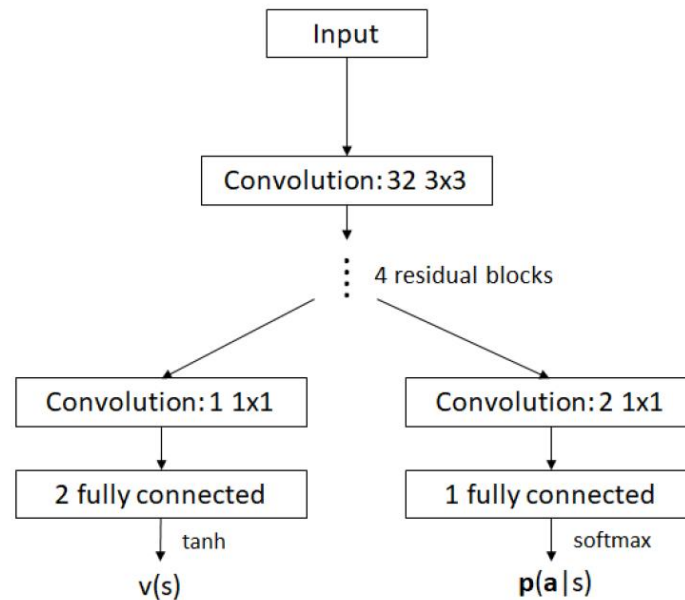 Input
Convolution: 32 3x3
4 residual blocks
Convolution: 1 1x1
Convolution: 2 1x1
2 fully connected
1 fully connected
tanh
softmax
v(s)
p(a|s)